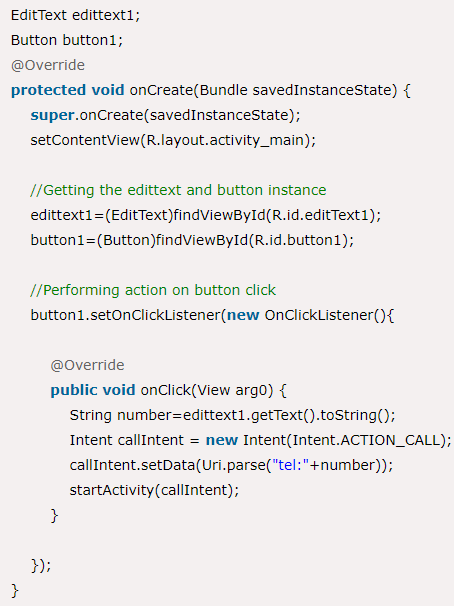 EditText edittext1;
Button button1;
@Override
protected void onCreate(Bundle savedInstanceState) {
super.onCreate(savedInstanceState);
setContentView(R.layout.activity_main);
//Getting the edittext and button instance
edittext1=(EditText)findViewById(R.id.editText1);
button1=(Button)findViewById(R.id.button1);
//Performing action on button click
button1.setOnClickListener(new OnClickListener(){
@Override
public void onClick(View arg0) {
String number=edittext1.getText().toString();
Intent callIntent = new Intent(Intent.ACTION_CALL);
callIntent.setData(Uri.parse("tel:"+number));
startActivity(callIntent);
}
});
}